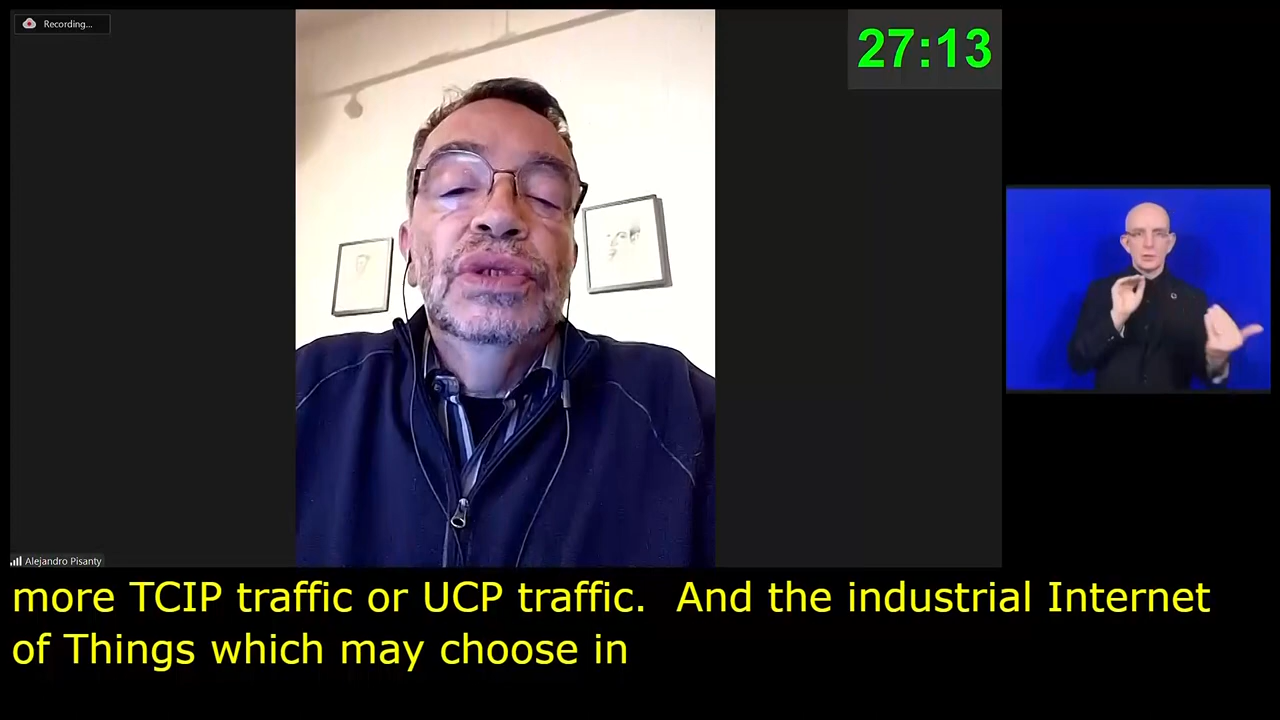 Recording...
27:13
Alejandro Pisanty
more TCIP traffic or UCP traffic.  And the industrial Internet
of Things which may choose in